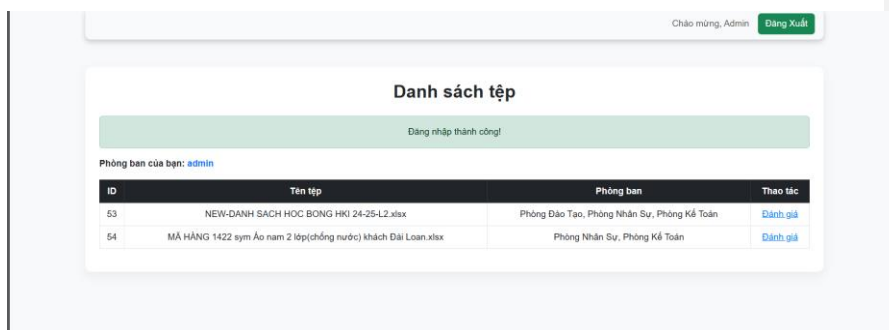 Chào mừng, Admin Đăng Xuất
Danh sách tệp
Đăng nhập thành công!
Phòng ban của bạn: admin
ID Tên tệp Phòng ban Thao tác
53 NEW-DANH SACH HOC BONG HKI 24-25-L2.xlsx Phòng Đào Tạo, Phòng Nhân Sự, Phòng Kế Toán Đánh giá
54 MÃ HÀNG 1422 sym Áo nam 2 lớp(chống nước) khách Đài Loan.xlsx Phòng Nhân Sự, Phòng Kế Toán Đánh giá